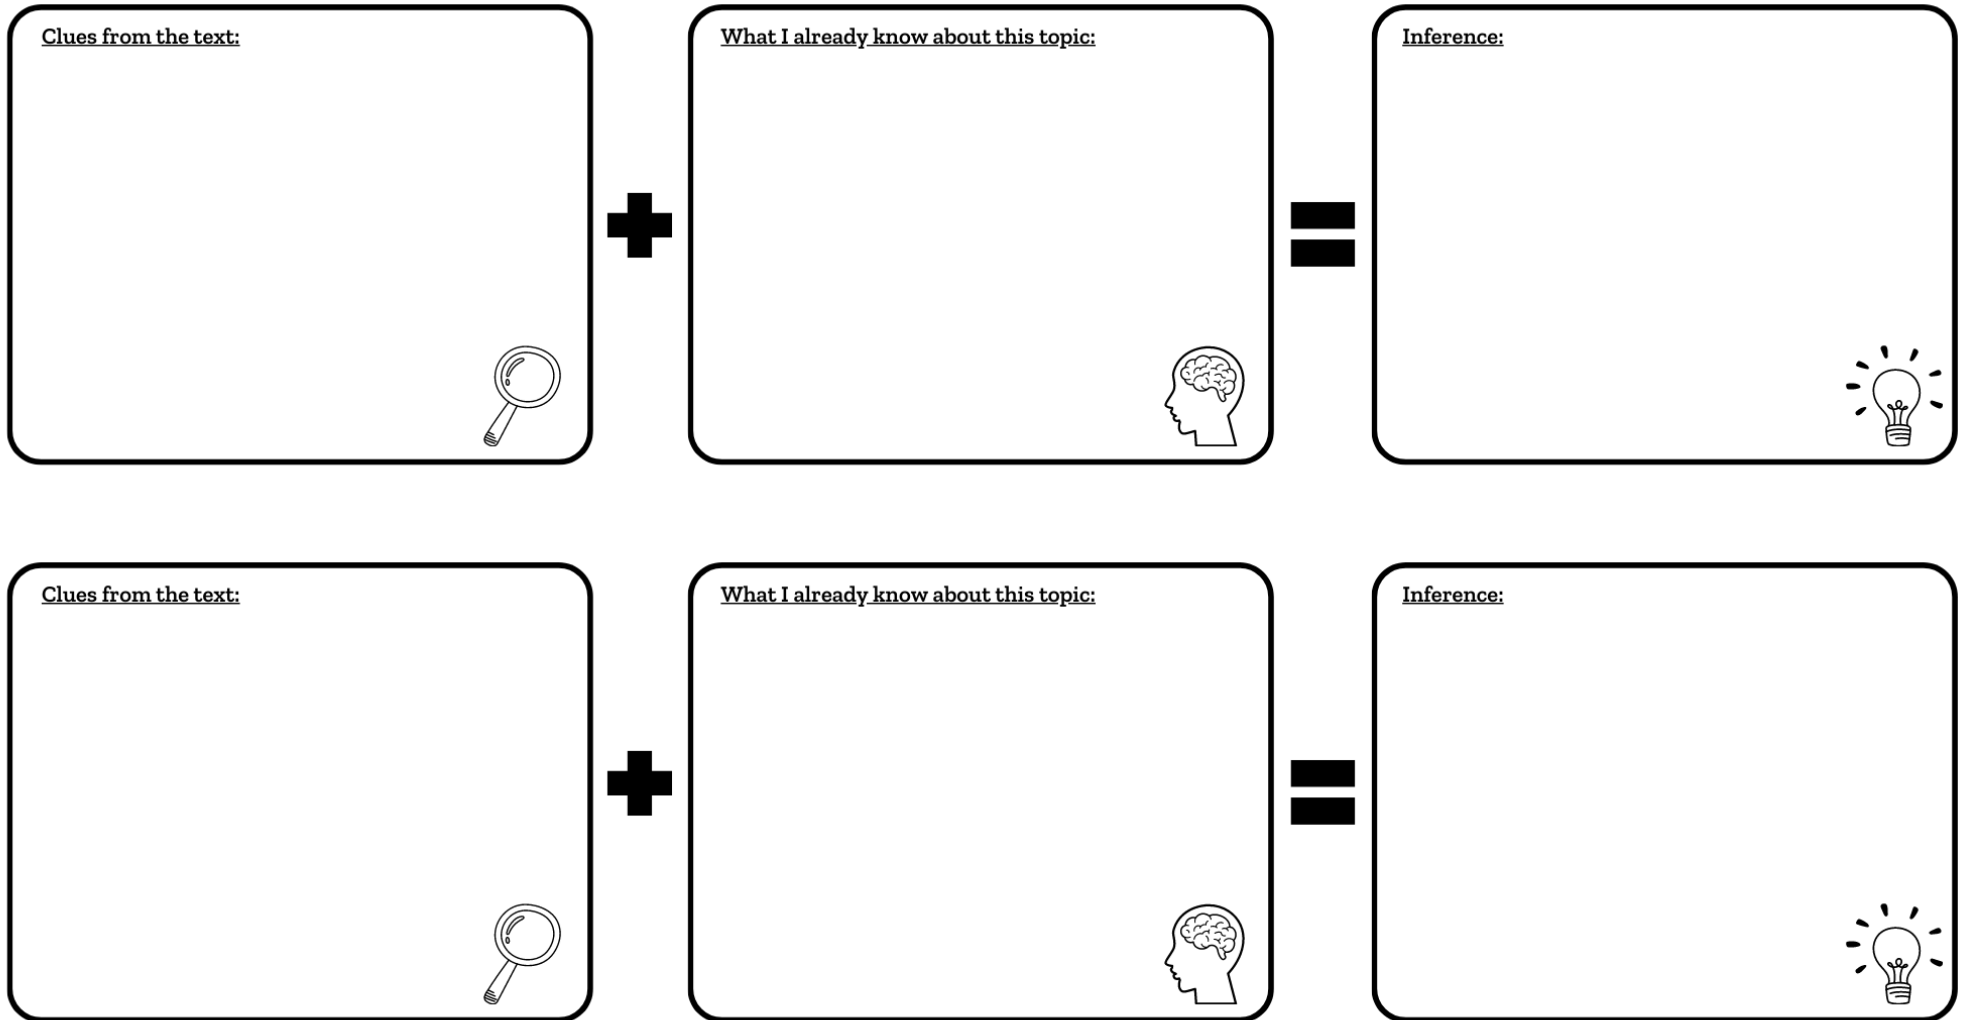 Clues from the text:
What I already know about this topic:
Inference:
Clues from the text:
What I already know about this topic:
Inference: